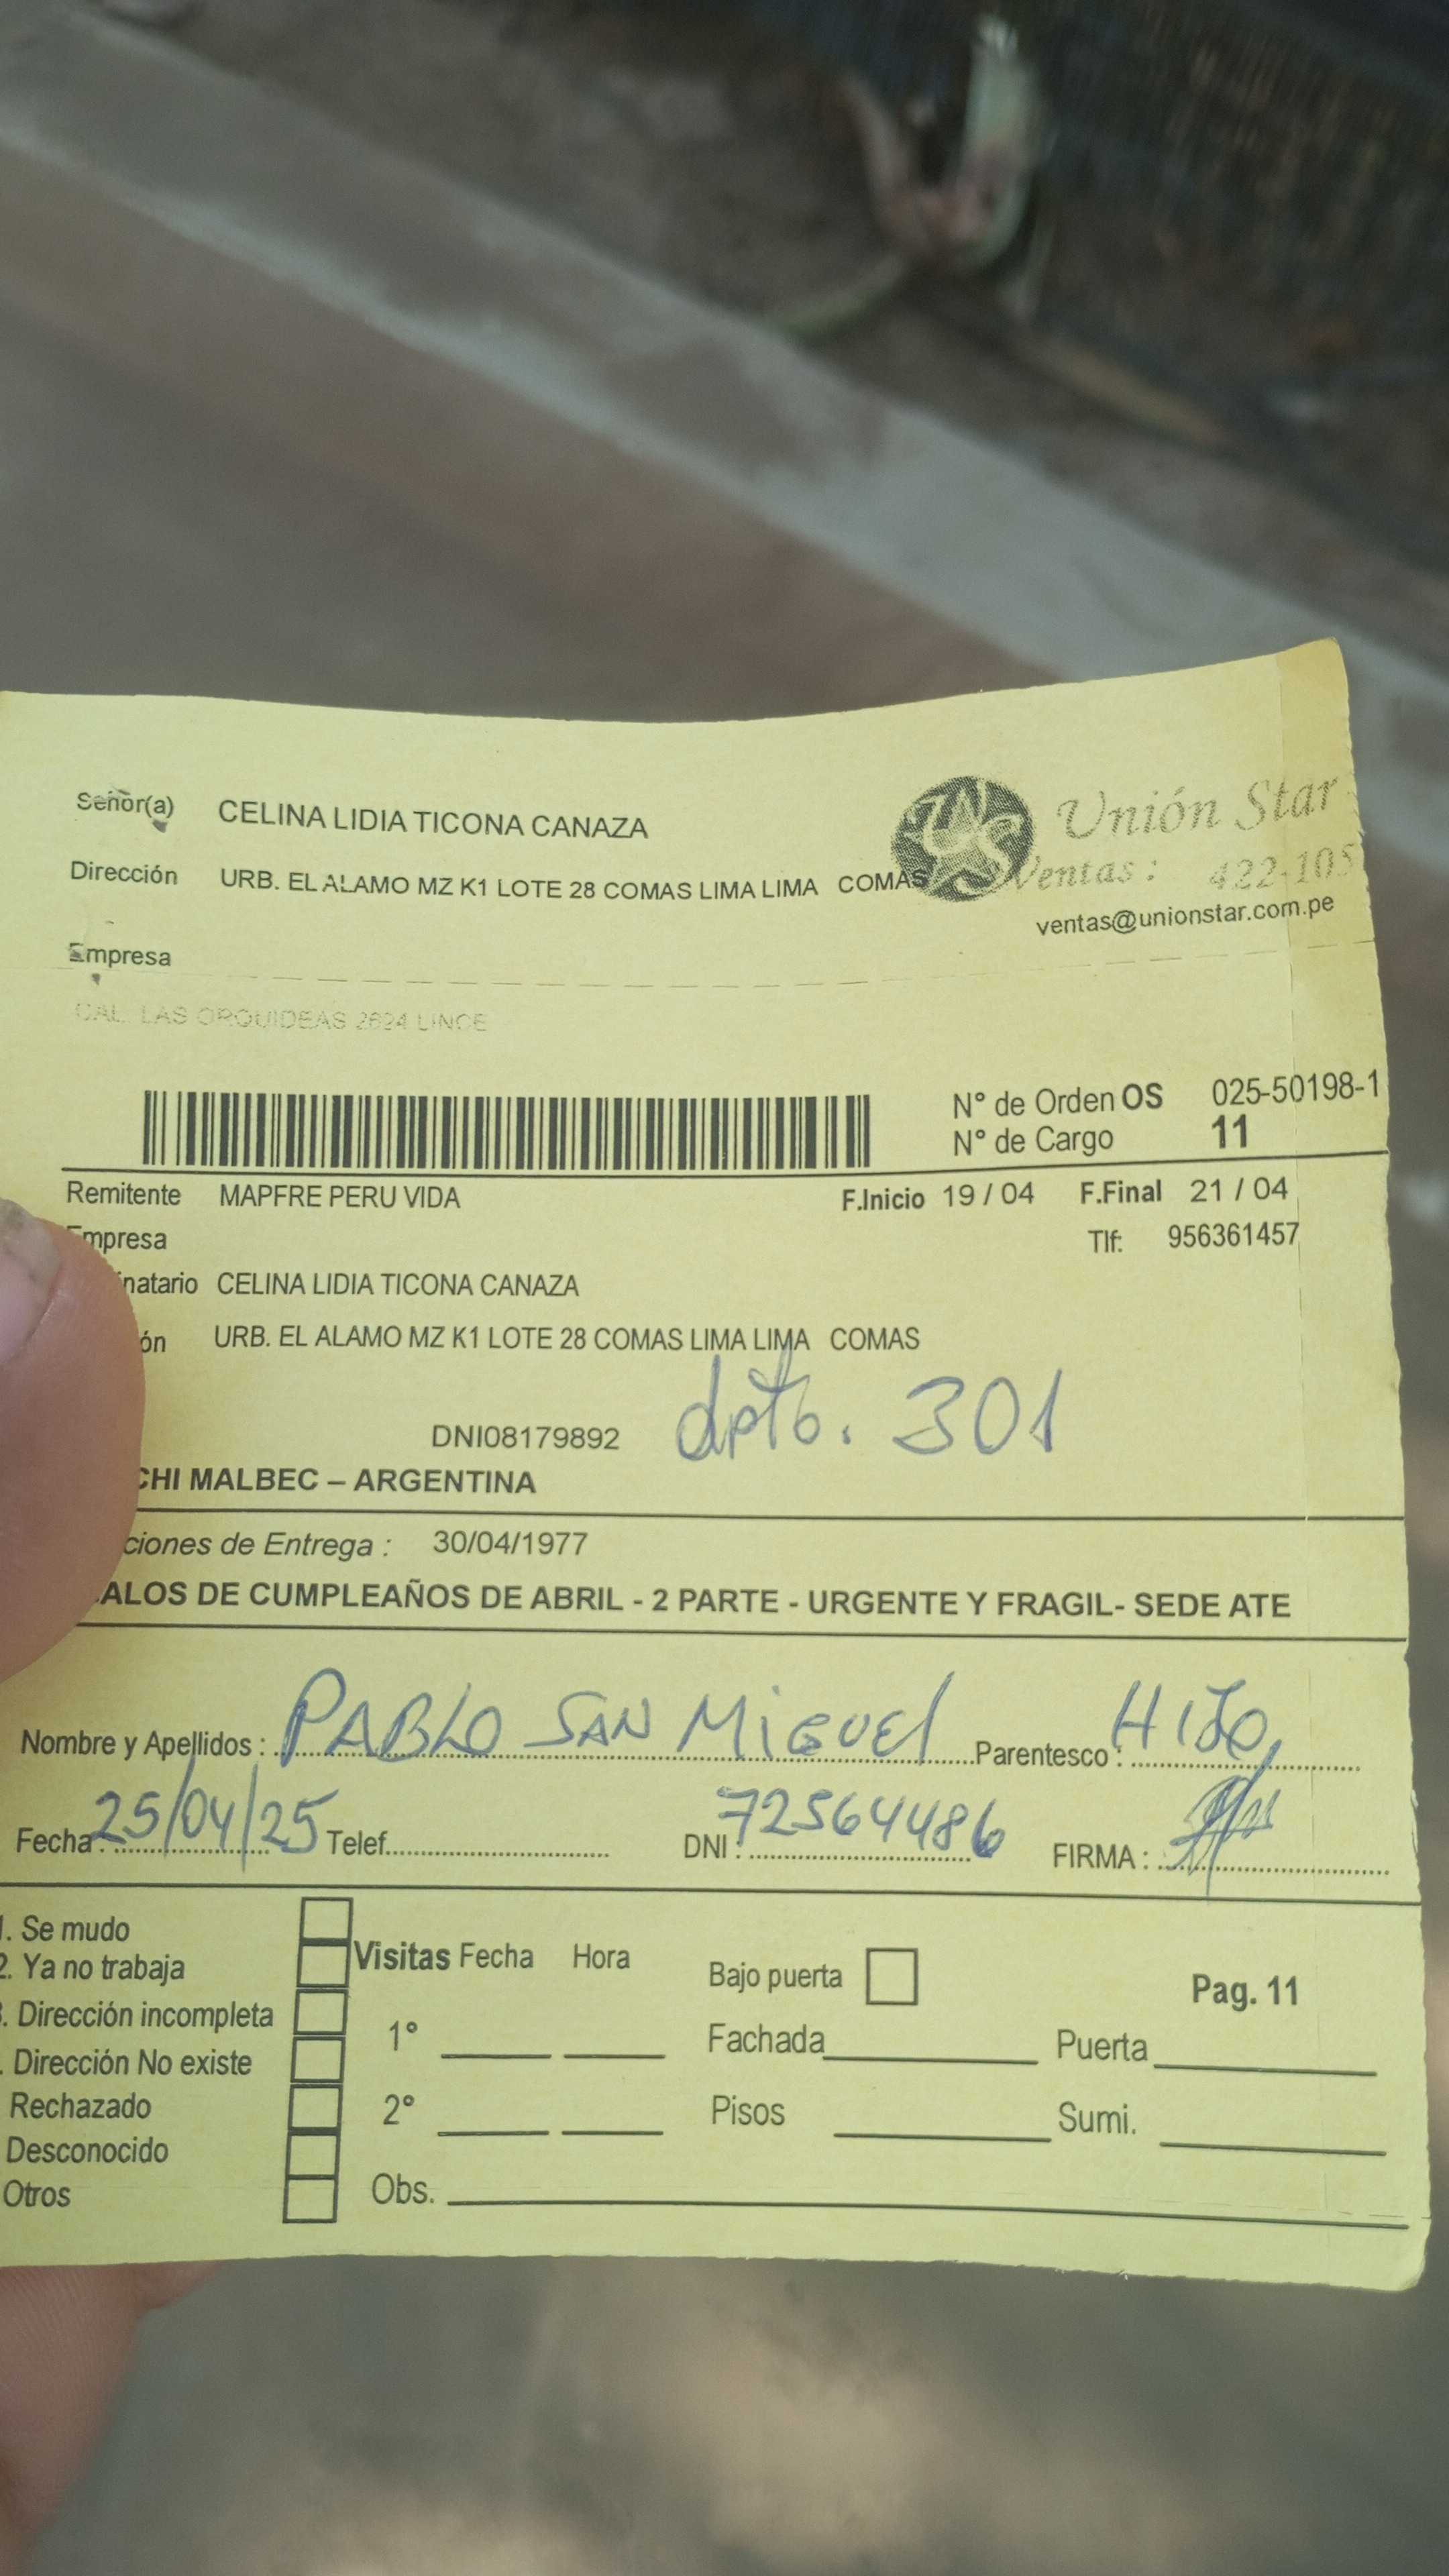 Señor(a) CELINA LIDIA TICONA CANAZA
Unión Star
Dirección URB. EL ALAMO MZ K1 LOTE 28 COMAS LIMA LIMA COMAS
Ventas : 422-105
ventas@unionstar.com.pe
Empresa
CAL. LAS ORQUIDEAS 2624 LINCE
N° de Orden OS 025-50198-1
N° de Cargo 11
Remitente MAPFRE PERU VIDA F.Inicio 19 / 04 F.Final 21 / 04
Empresa Tlf: 956361457
inatario CELINA LIDIA TICONA CANAZA
ón URB. EL ALAMO MZ K1 LOTE 28 COMAS LIMA LIMA COMAS
DNI08179892 dpto. 301
CHI MALBEC – ARGENTINA
ciones de Entrega : 30/04/1977
ALOS DE CUMPLEAÑOS DE ABRIL - 2 PARTE - URGENTE Y FRAGIL- SEDE ATE
Nombre y Apellidos : PABLO SAN MIGUEL Parentesco : HIJO
Fecha : 25/04/25 Telef. DNI : 72564486 FIRMA :
1. Se mudo
2. Ya no trabaja
. Dirección incompleta
. Dirección No existe
Rechazado
Desconocido
Otros
Visitas Fecha Hora
1°
2°
Obs.
Bajo puerta
Fachada
Pisos
Pag. 11
Puerta
Sumi.